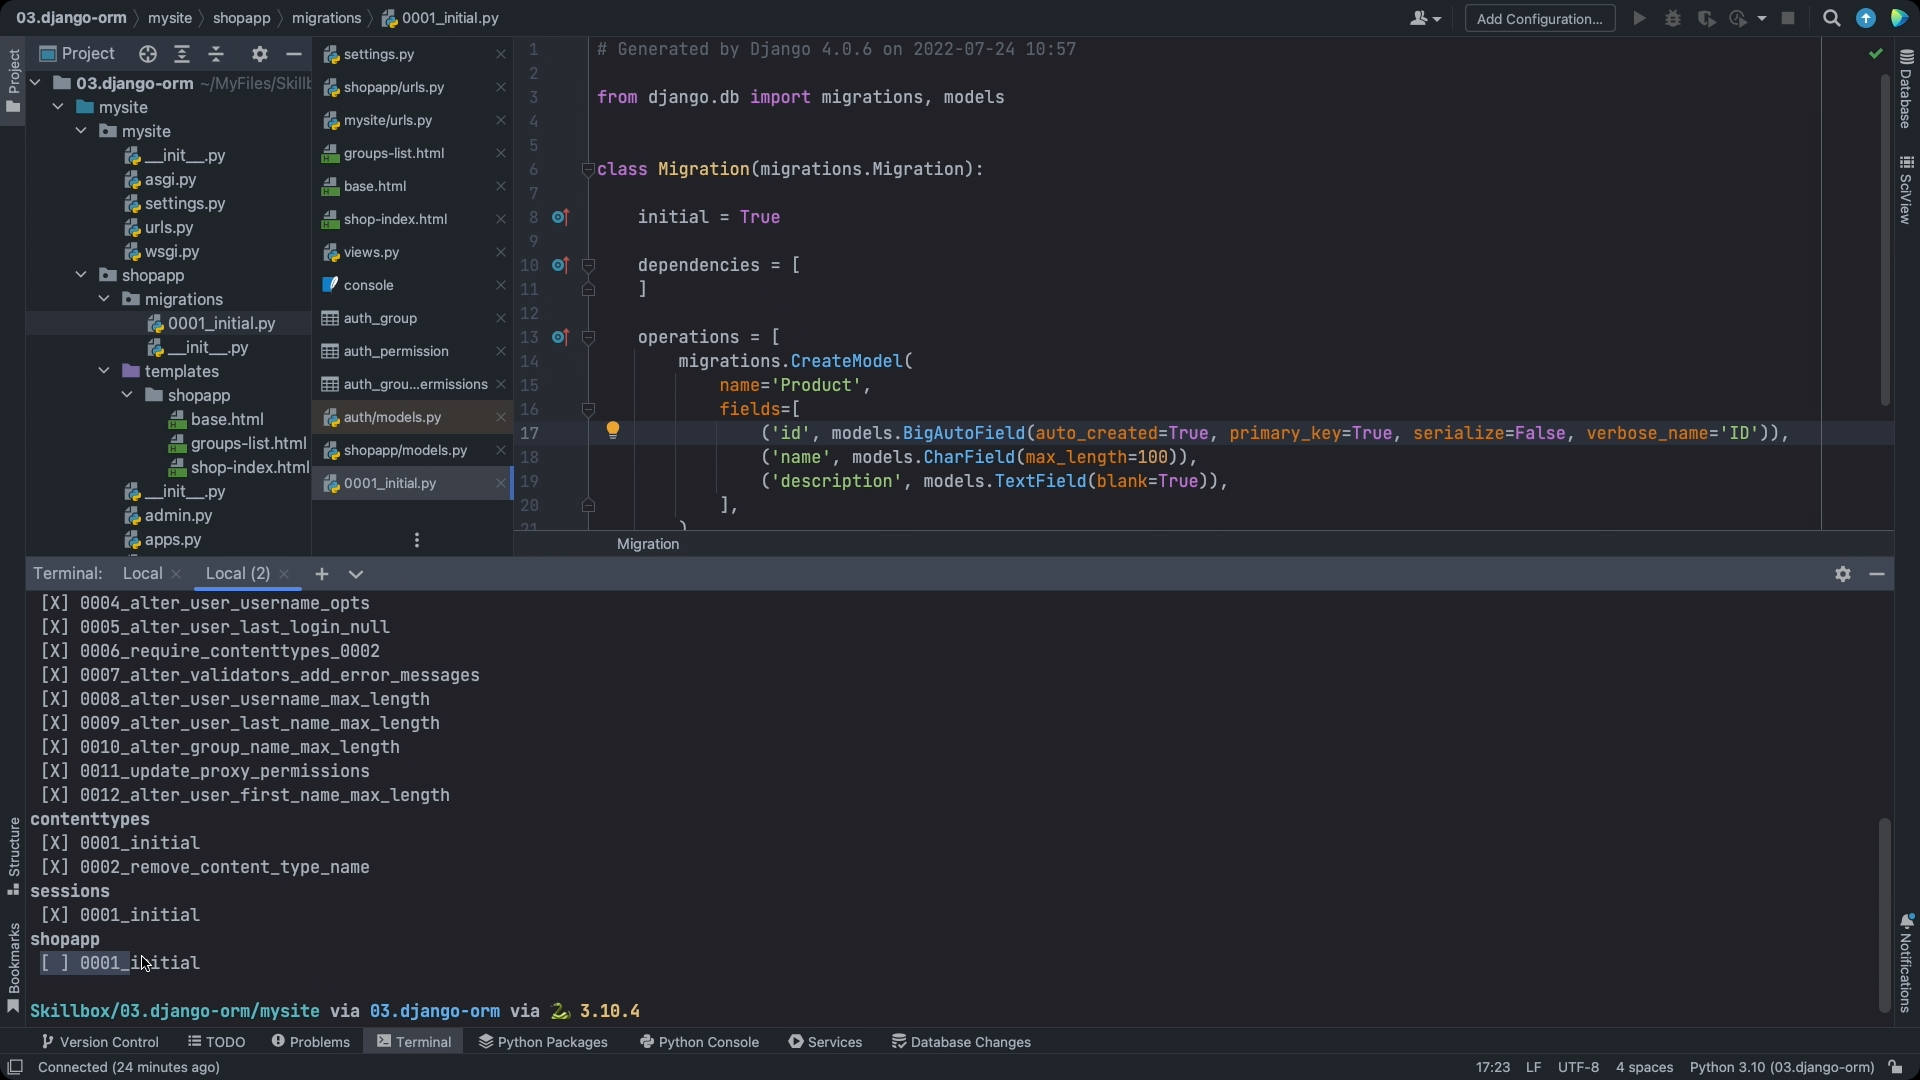 03.django-orm mysite shopapp migrations 0001_initial.py
Add Configuration...
Project
03.django-orm ~/MyFiles/Skill
mysite
mysite
__init__.py
asgi.py
settings.py
urls.py
wsgi.py
shopapp
migrations
0001_initial.py
__init__.py
templates
shopapp
base.html
groups-list.html
shop-index.html
__init__.py
admin.py
apps.py
settings.py
shopapp/urls.py
mysite/urls.py
groups-list.html
base.html
shop-index.html
views.py
console
auth_group
auth_permission
auth_grou...ermissions
auth/models.py
shopapp/models.py
0001_initial.py
1 # Generated by Django 4.0.6 on 2022-07-24 10:57
2
3 from django.db import migrations, models
4
5
6 class Migration(migrations.Migration):
7
8 initial = True
9
10 dependencies = [
11 ]
12
13 operations = [
14 migrations.CreateModel(
15 name='Product',
16 fields=[
17 ('id', models.BigAutoField(auto_created=True, primary_key=True, serialize=False, verbose_name='ID')),
18 ('name', models.CharField(max_length=100)),
19 ('description', models.TextField(blank=True)),
20 ],
21 )
Migration
Project
Structure
Bookmarks
Database
SciView
Notifications
Terminal: Local Local (2)
[X] 0004_alter_user_username_opts
[X] 0005_alter_user_last_login_null
[X] 0006_require_contenttypes_0002
[X] 0007_alter_validators_add_error_messages
[X] 0008_alter_user_username_max_length
[X] 0009_alter_user_last_name_max_length
[X] 0010_alter_group_name_max_length
[X] 0011_update_proxy_permissions
[X] 0012_alter_user_first_name_max_length
contenttypes
[X] 0001_initial
[X] 0002_remove_content_type_name
sessions
[X] 0001_initial
shopapp
[ ] 0001_initial
Skillbox/03.django-orm/mysite via 03.django-orm via 3.10.4
Version Control TODO Problems Terminal Python Packages Python Console Services Database Changes
Connected (24 minutes ago) 17:23 LF UTF-8 4 spaces Python 3.10 (03.django-orm)